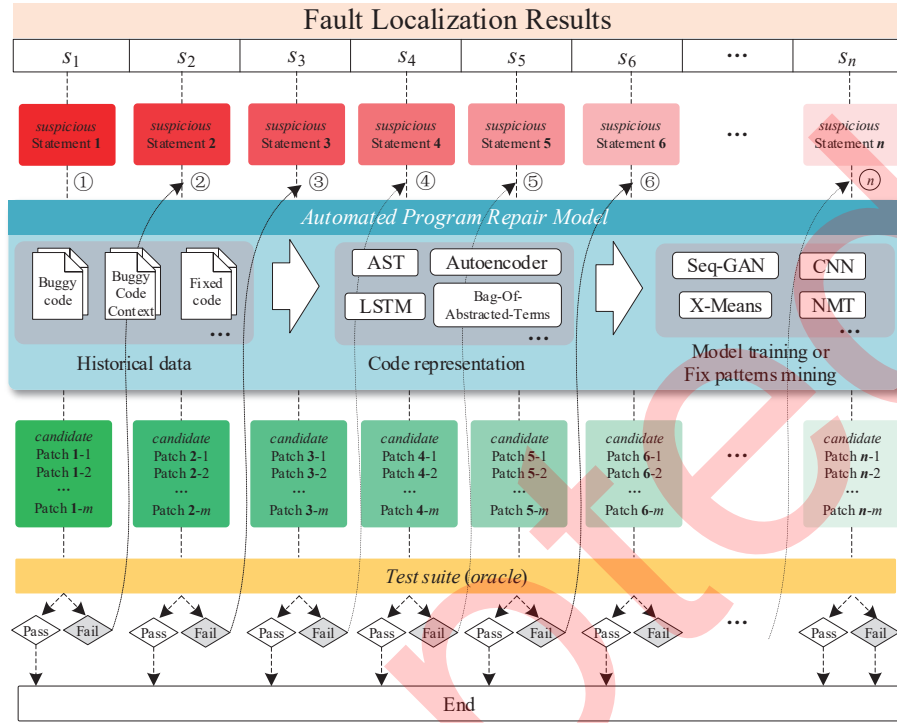 Fault Localization Results
s1 s2 s3 s4 s5 s6 ... sn
suspicious suspicious suspicious suspicious suspicious suspicious suspicious
Statement 1 Statement 2 Statement 3 Statement 4 Statement 5 Statement 6 ... Statement n
① ② ③ ④ ⑤ ⑥ ⓝ
Automated Program Repair Model
Buggy code
Buggy Code Context
Fixed code
...
Historical data
AST Autoencoder
LSTM Bag-Of-Abstracted-Terms
...
Code representation
Seq-GAN CNN
X-Means NMT
...
Model training or
Fix patterns mining
candidate candidate candidate candidate candidate candidate candidate
Patch 1-1 Patch 2-1 Patch 3-1 Patch 4-1 Patch 5-1 Patch 6-1 ... Patch n-1
Patch 1-2 Patch 2-2 Patch 3-2 Patch 4-2 Patch 5-2 Patch 6-2 Patch n-2
... ... ... ... ... ... ...
Patch 1-m Patch 2-m Patch 3-m Patch 4-m Patch 5-m Patch 6-m Patch n-m
Test suite (oracle)
Pass Fail Pass Fail Pass Fail Pass Fail Pass Fail Pass Fail ... Pass Fail
End
pted